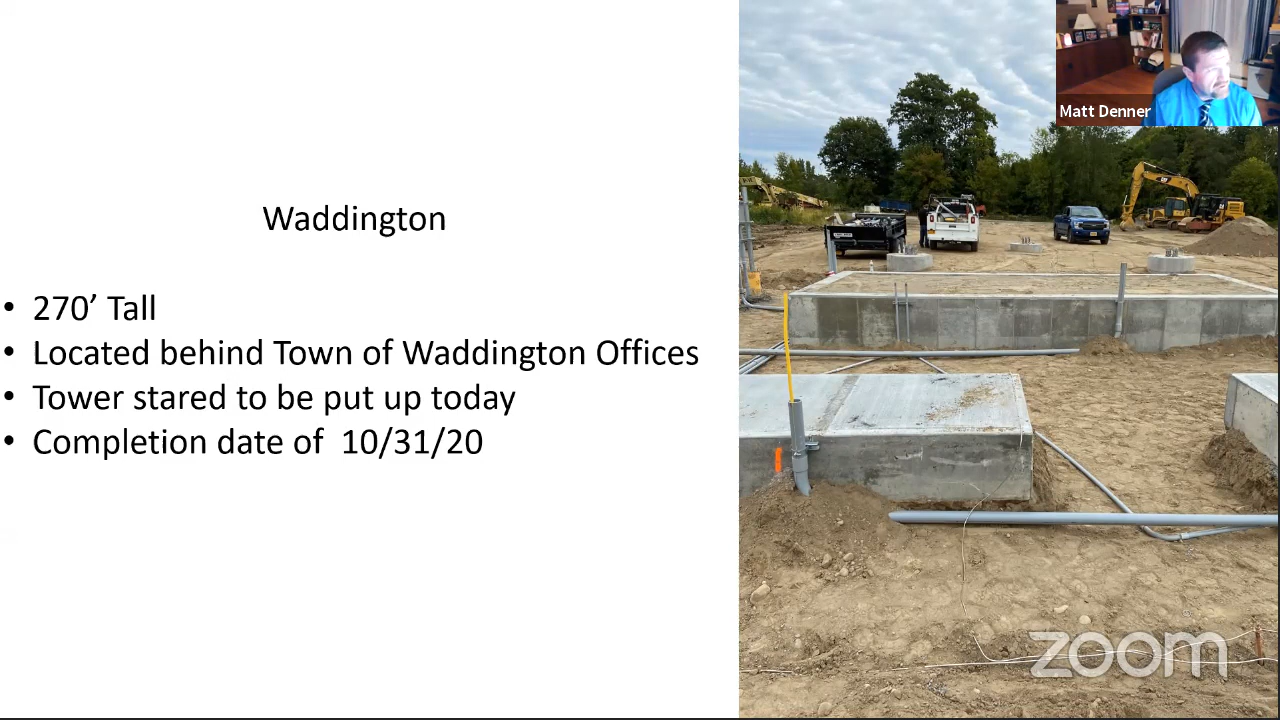 Waddington
• 270’ Tall
• Located behind Town of Waddington Offices
• Tower stared to be put up today
• Completion date of 10/31/20
Matt Denner
zoom